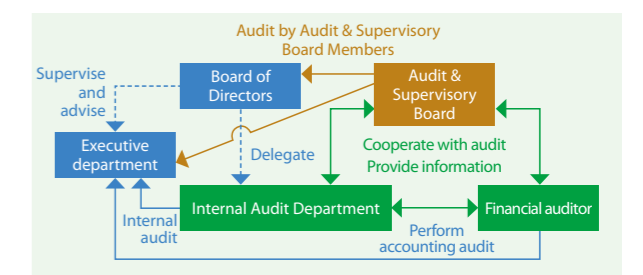 Audit by Audit & Supervisory
Board Members
Supervise
and
advise
Board of
Directors
Audit &
Supervisory
Board
Executive
department
Delegate
Cooperate with audit
Provide information
Internal Audit Department
Financial auditor
Internal
audit
Perform
accounting audit